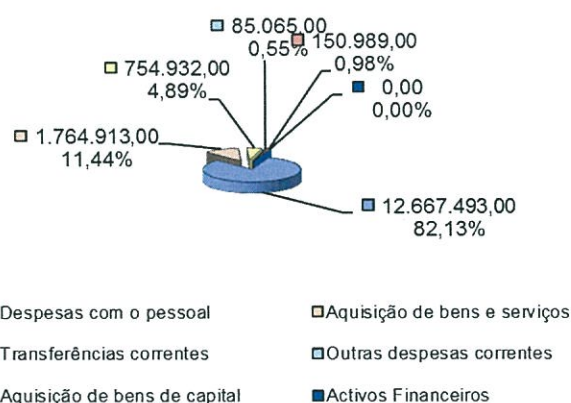 85.065,00
0,55%
150.989,00
0,98%
754.932,00
4,89%
0,00
0,00%
1.764.913,00
11,44%
12.667.493,00
82,13%
Despesas com o pessoal
Aquisição de bens e serviços
Transferências correntes
Outras despesas correntes
Aquisição de bens de capital
Activos Financeiros